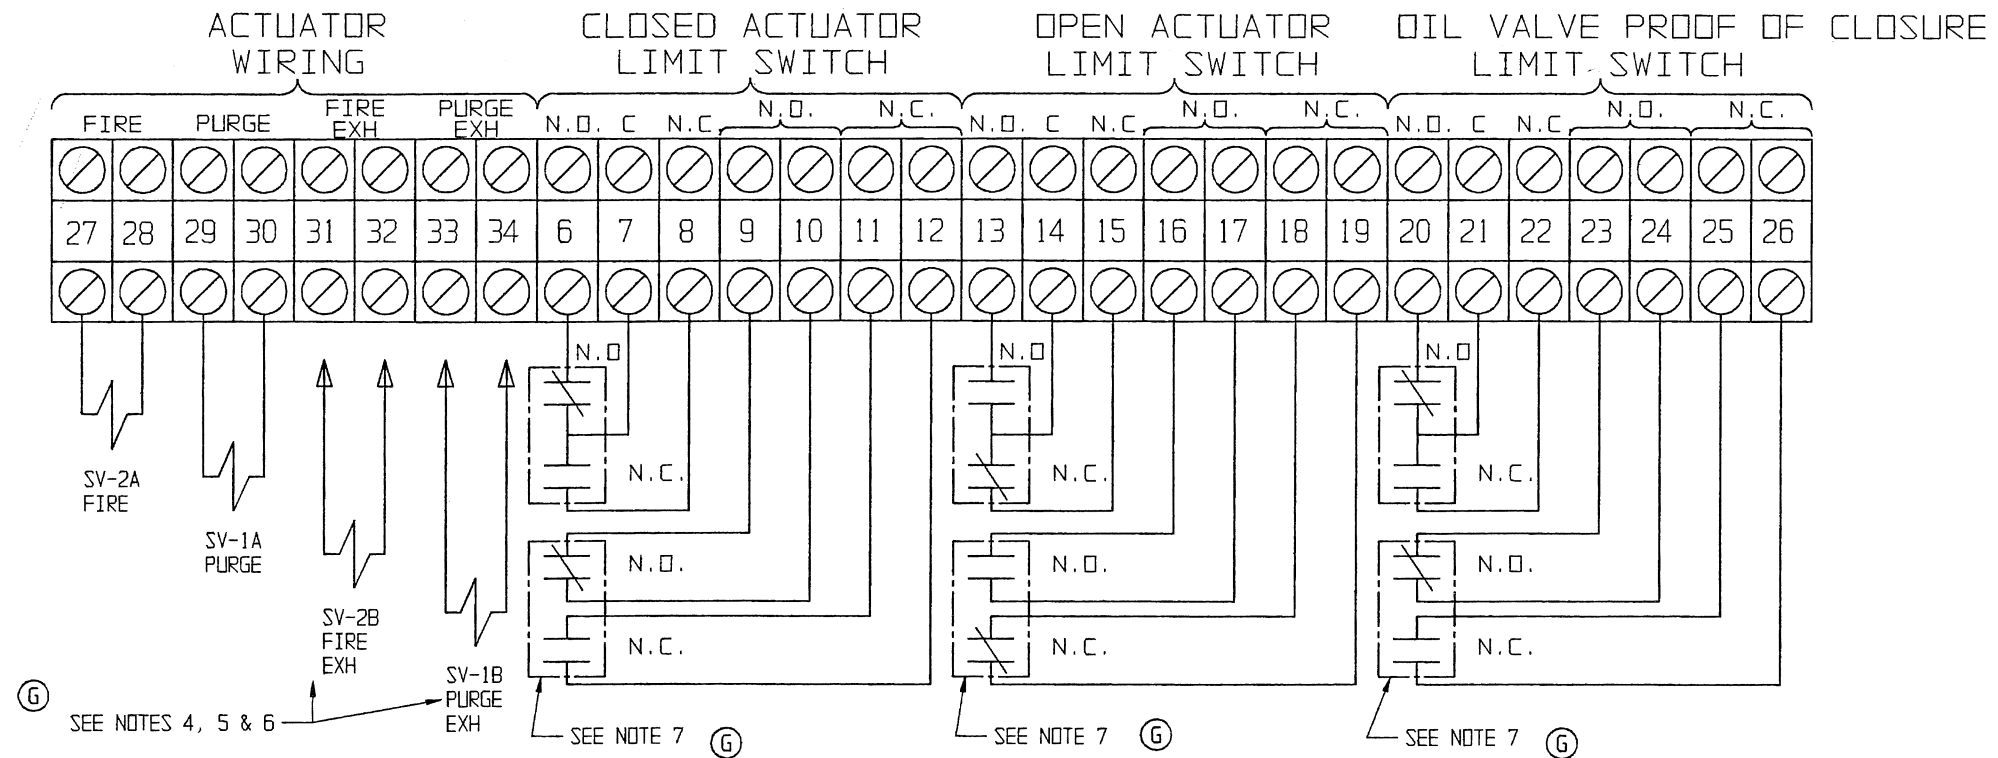 ACTUATOR
WIRING
CLOSED ACTUATOR
LIMIT SWITCH
OPEN ACTUATOR
LIMIT SWITCH
OIL VALVE PROOF OF CLOSURE
LIMIT SWITCH
FIRE
PURGE
FIRE
EXH
PURGE
EXH
N.O. C N.C N.O. N.C.
N.O. C N.C N.O. N.C.
N.O. C N.C N.O. N.C.
27 28 29 30 31 32 33 34 6 7 8 9 10 11 12 13 14 15 16 17 18 19 20 21 22 23 24 25 26
N.O
N.C.
N.O.
N.C.
N.O
N.C.
N.O.
N.C.
N.O
N.C.
N.O.
N.C.
SV-2A
FIRE
SV-1A
PURGE
SV-2B
FIRE
EXH
SV-1B
PURGE
EXH
G
SEE NOTES 4, 5 & 6
SEE NOTE 7 G
SEE NOTE 7 G
SEE NOTE 7 G